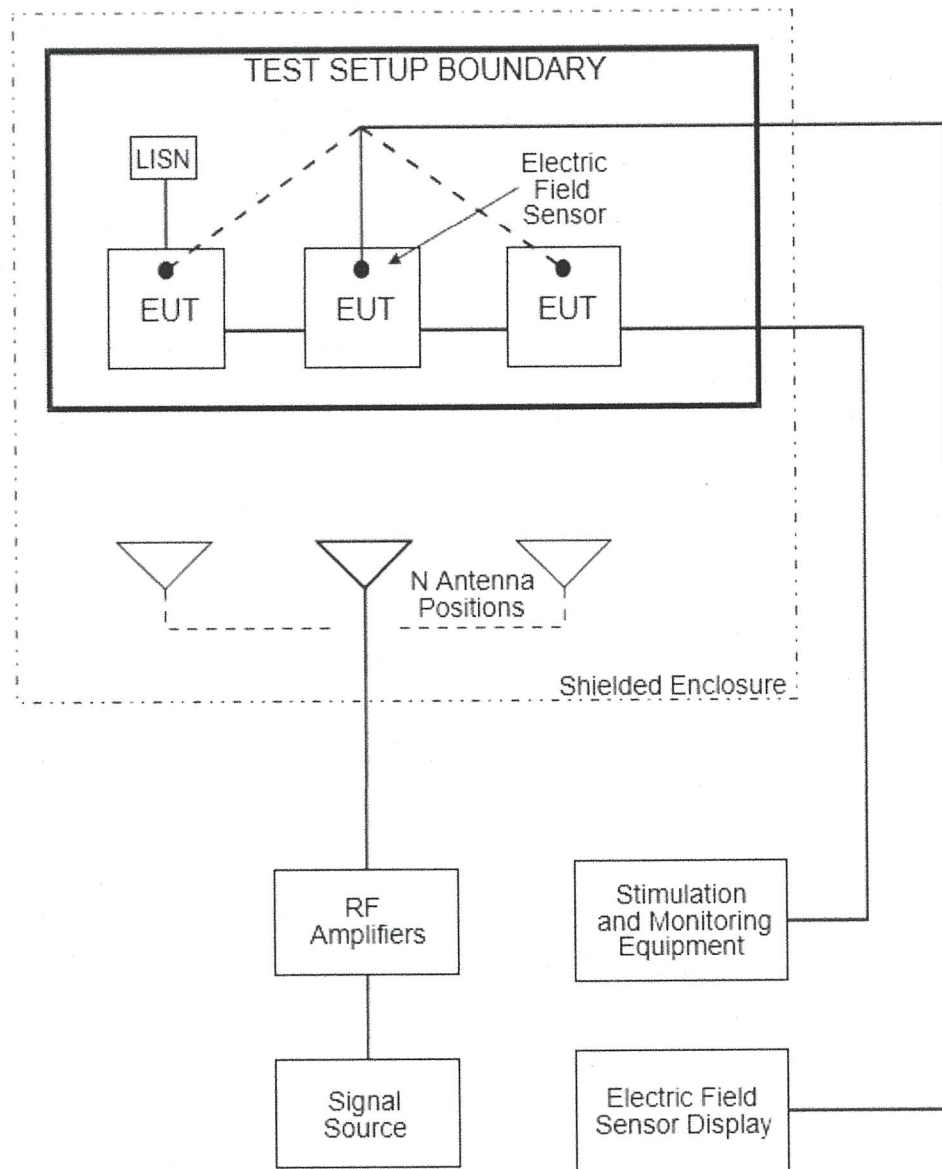 TEST SETUP BOUNDARY
LISN
Electric
Field
Sensor
EUT
EUT
EUT
N Antenna
Positions
Shielded Enclosure
RF
Amplifiers
Stimulation
and Monitoring
Equipment
Signal
Source
Electric Field
Sensor Display